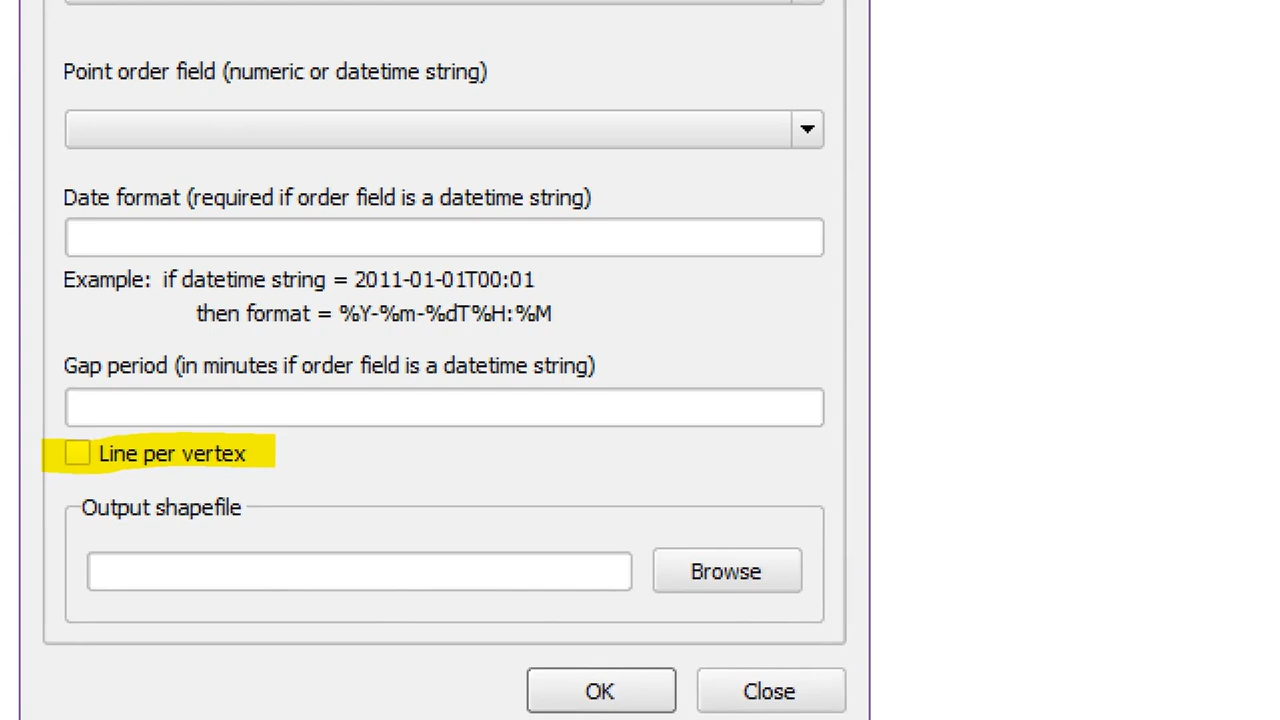 Point order field (numeric or datetime string)
Date format (required if order field is a datetime string)
Example:  if datetime string = 2011-01-01T00:01
then format = %Y-%m-%dT%H:%M
Gap period (in minutes if order field is a datetime string)
Line per vertex
Output shapefile
Browse
OK
Close